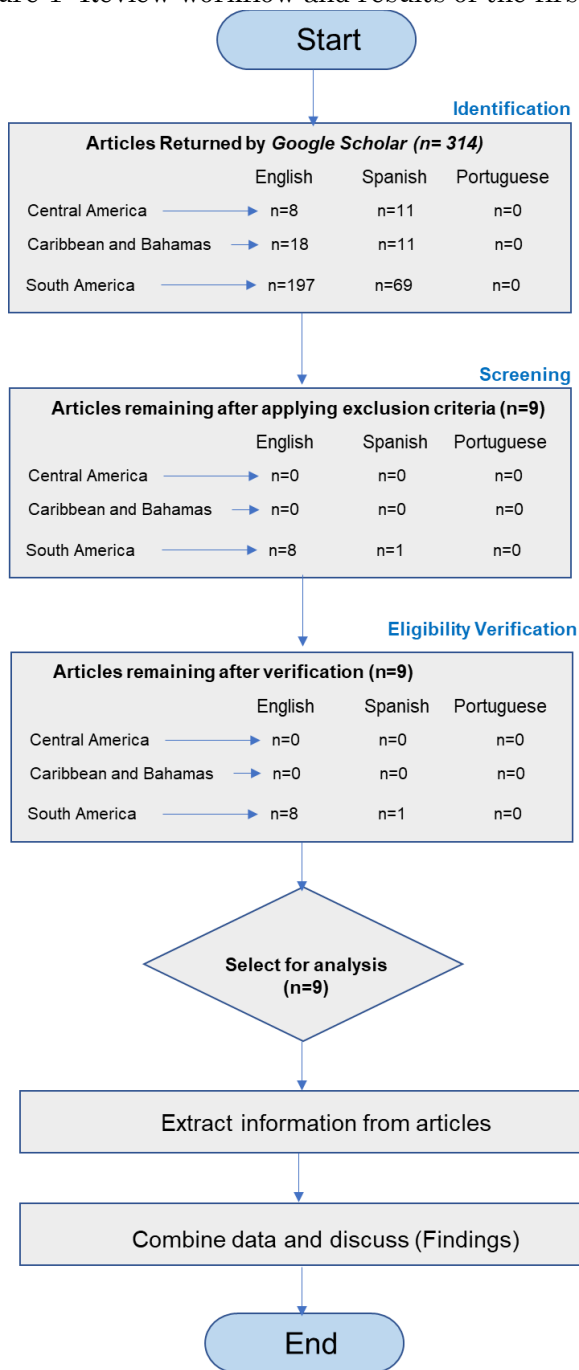 Start
Identification
Articles Returned by Google Scholar (n= 314)
English Spanish Portuguese
Central America n=8 n=11 n=0
Caribbean and Bahamas n=18 n=11 n=0
South America n=197 n=69 n=0
Screening
Articles remaining after applying exclusion criteria (n=9)
English Spanish Portuguese
Central America n=0 n=0 n=0
Caribbean and Bahamas n=0 n=0 n=0
South America n=8 n=1 n=0
Eligibility Verification
Articles remaining after verification (n=9)
English Spanish Portuguese
Central America n=0 n=0 n=0
Caribbean and Bahamas n=0 n=0 n=0
South America n=8 n=1 n=0
Select for analysis
(n=9)
Extract information from articles
Combine data and discuss (Findings)
End